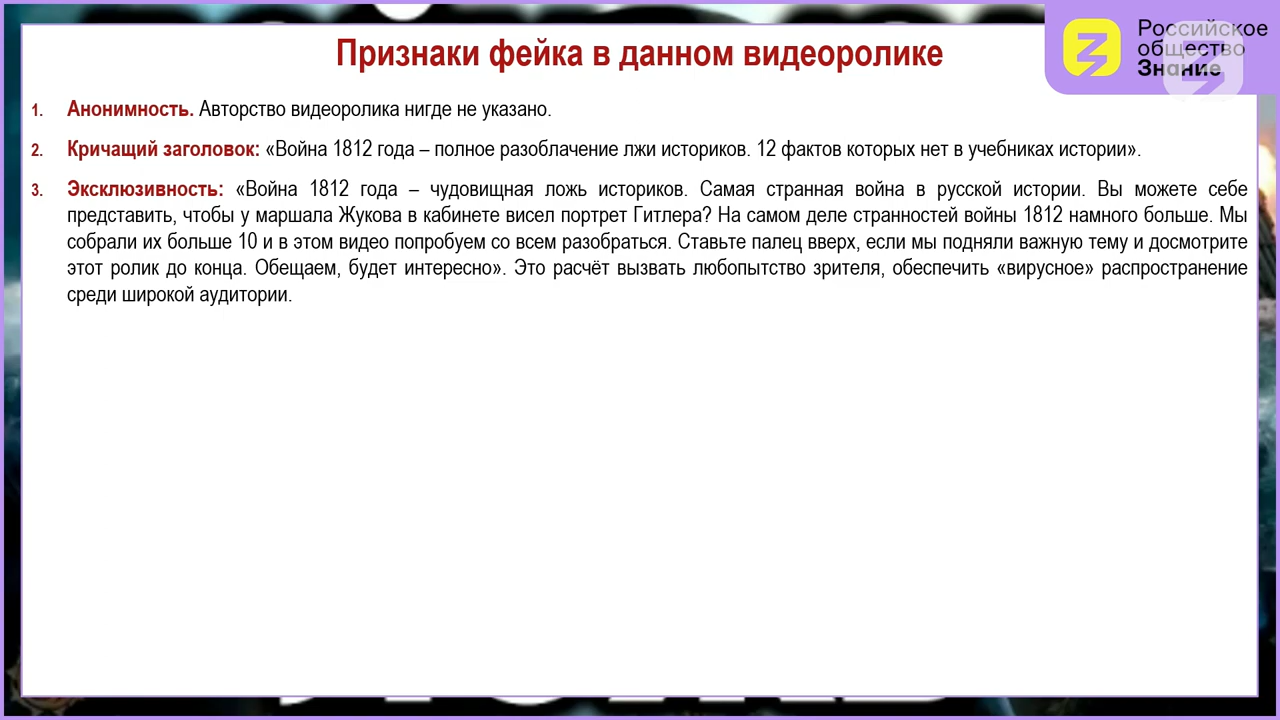 Российское
общество
Знание
Признаки фейка в данном видеоролике
1. Анонимность. Авторство видеоролика нигде не указано.
2. Кричащий заголовок: «Война 1812 года – полное разоблачение лжи историков. 12 фактов которых нет в учебниках истории».
3. Эксклюзивность: «Война 1812 года – чудовищная ложь историков. Самая странная война в русской истории. Вы можете себе
представить, чтобы у маршала Жукова в кабинете висел портрет Гитлера? На самом деле странностей войны 1812 намного больше. Мы
собрали их больше 10 и в этом видео попробуем со всем разобраться. Ставьте палец вверх, если мы подняли важную тему и досмотрите
этот ролик до конца. Обещаем, будет интересно». Это расчёт вызвать любопытство зрителя, обеспечить «вирусное» распространение
среди широкой аудитории.